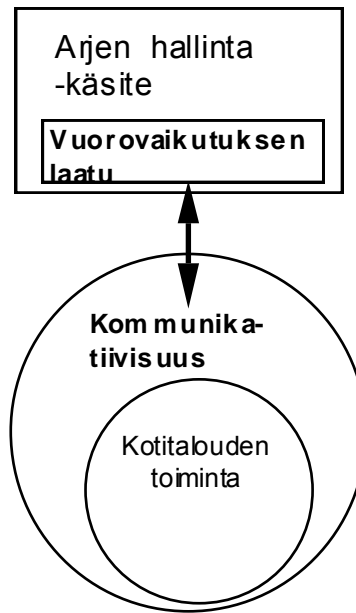 Arjen hallinta
-käsite
Vuorovaikutuksen
laatu
Kommunika-
tiivisuus
Kotitalouden
toiminta